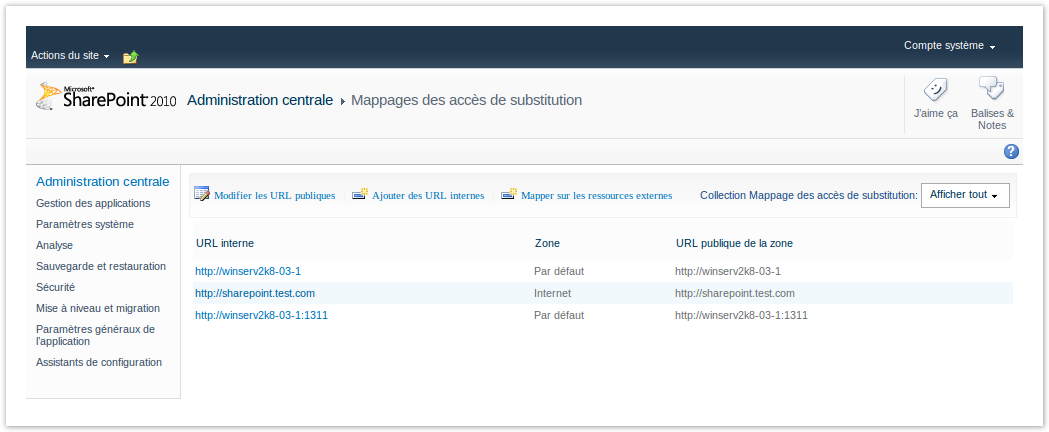 Actions du site
Compte système
Microsoft®
SharePoint 2010
Administration centrale
Mappages des accès de substitution
J'aime ça
Balises &
Notes
Administration centrale
Gestion des applications
Paramètres système
Analyse
Sauvegarde et restauration
Sécurité
Mise à niveau et migration
Paramètres généraux de
l'application
Assistants de configuration
Modifier les URL publiques
Ajouter des URL internes
Mapper sur les ressources externes
Collection Mappage des accès de substitution: Afficher tout
URL interne Zone URL publique de la zone
http://winserv2k8-03-1 Par défaut http://winserv2k8-03-1
http://sharepoint.test.com Internet http://sharepoint.test.com
http://winserv2k8-03-1:1311 Par défaut http://winserv2k8-03-1:1311